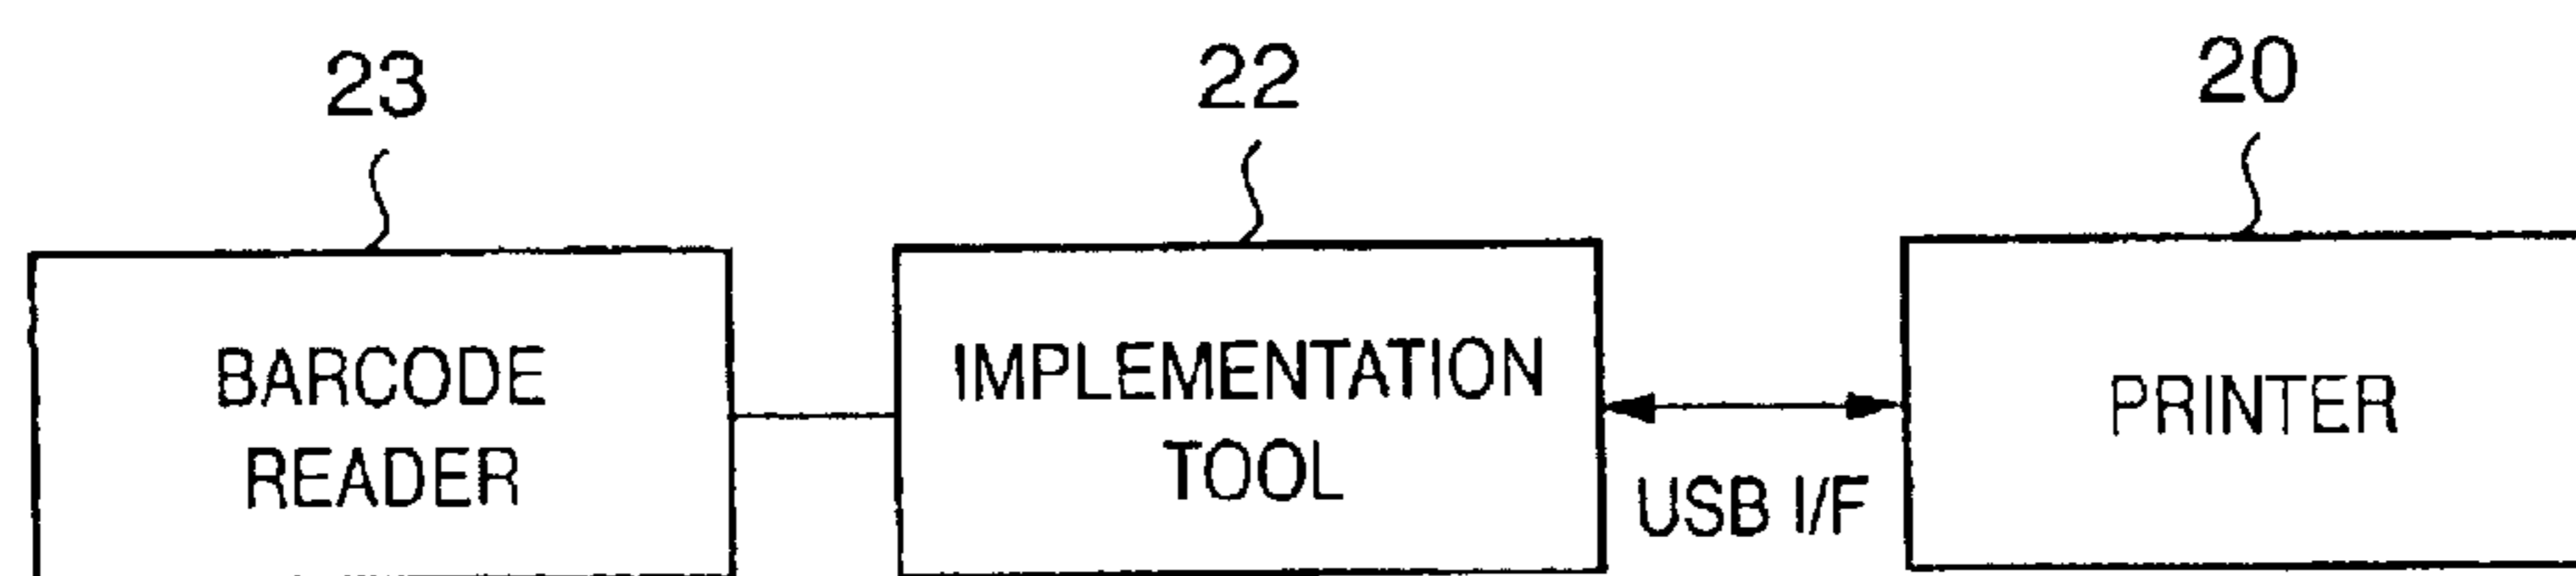 23
22
20
BARCODE
READER
IMPLEMENTATION
TOOL
USB I/F
PRINTER